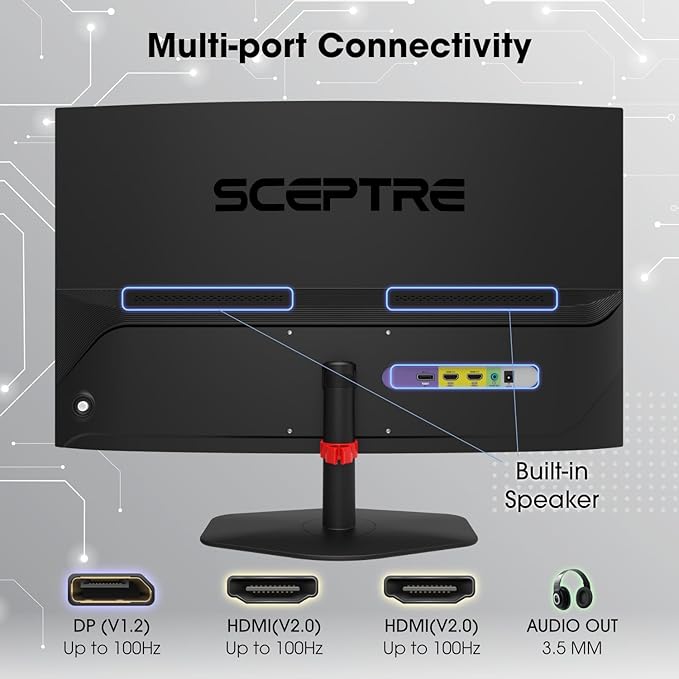 Multi-port Connectivity
SCEPTRE
Built-in
Speaker
DP (V1.2)
Up to 100Hz
HDMI(V2.0)
Up to 100Hz
HDMI(V2.0)
Up to 100Hz
AUDIO OUT
3.5 MM